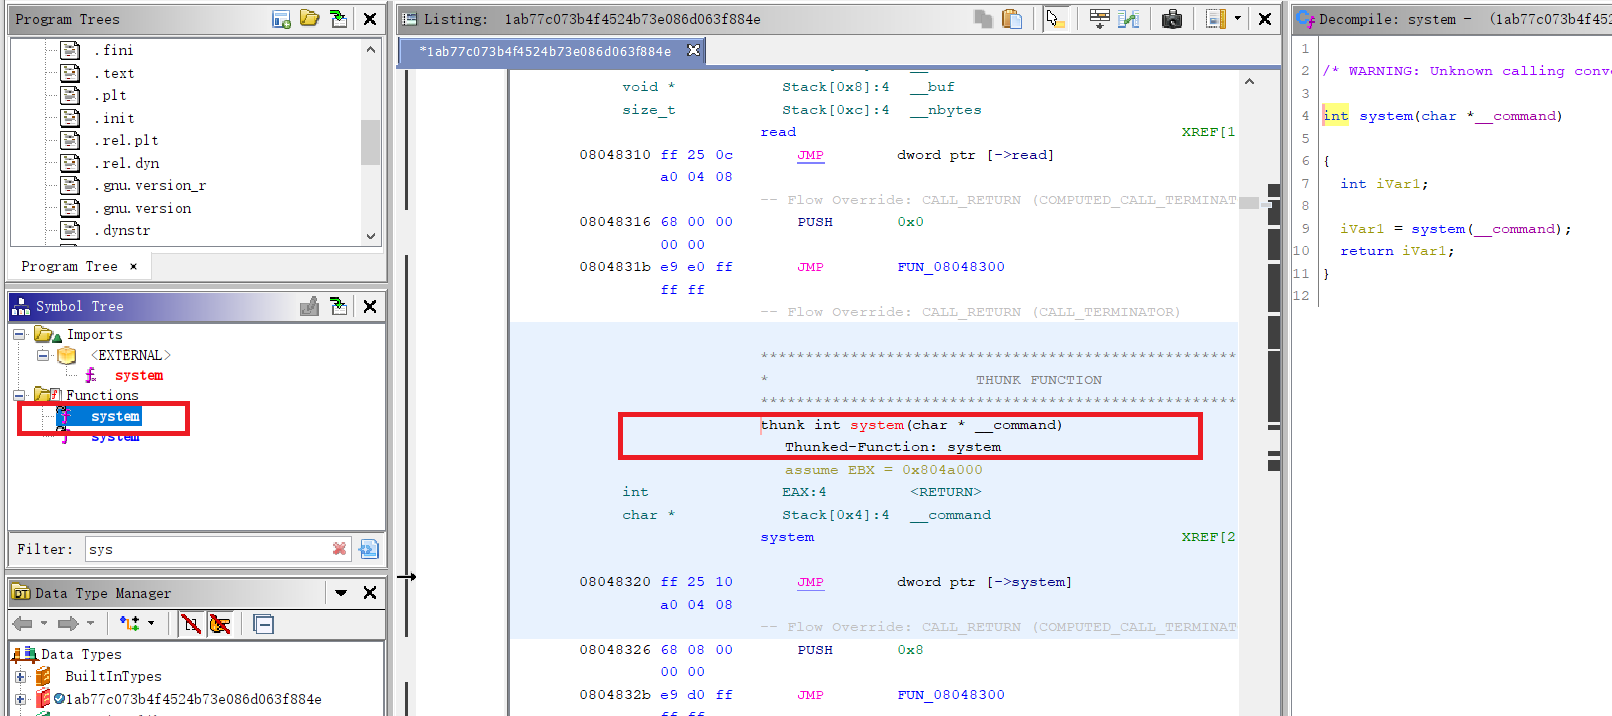 Program Trees
.fini
.text
.plt
.init
.rel.plt
.rel.dyn
.gnu.version_r
.gnu.version
.dynstr
Program Tree ×
Symbol Tree
Imports
<EXTERNAL>
system
Functions
system
system
Filter: sys
Data Type Manager
DT
Data Types
BuiltInTypes
1ab77c073b4f4524b73e086d063f884e
Listing: 1ab77c073b4f4524b73e086d063f884e
*1ab77c073b4f4524b73e086d063f884e
void * Stack[0x8]:4 __buf
size_t Stack[0xc]:4 __nbytes
read XREF[1
08048310 ff 25 0c JMP dword ptr [->read]
a0 04 08
-- Flow Override: CALL_RETURN (COMPUTED_CALL_TERMINAT
08048316 68 00 00 PUSH 0x0
00 00
0804831b e9 e0 ff JMP FUN_08048300
ff ff
-- Flow Override: CALL_RETURN (CALL_TERMINATOR)
*****************************************************
* THUNK FUNCTION
*****************************************************
thunk int system(char * __command)
Thunked-Function: system
assume EBX = 0x804a000
int EAX:4 <RETURN>
char * Stack[0x4]:4 __command
system XREF[2
08048320 ff 25 10 JMP dword ptr [->system]
a0 04 08
-- Flow Override: CALL_RETURN (COMPUTED_CALL_TERMINAT
08048326 68 08 00 PUSH 0x8
00 00
0804832b e9 d0 ff JMP FUN_08048300
Decompile: system - (1ab77c073b4f452
1
2 /* WARNING: Unknown calling conv
3
4 int system(char *__command)
5
6 {
7 int iVar1;
8
9 iVar1 = system(__command);
10 return iVar1;
11 }
12